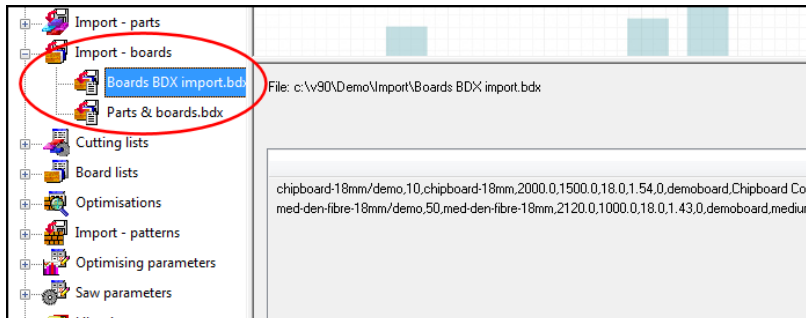 Import - parts
Import - boards
Boards BDX import.bdx
Parts & boards.bdx
Cutting lists
Board lists
Optimisations
Import - patterns
Optimising parameters
Saw parameters
File: c:\v90\Demo\Import\Boards BDX import.bdx
chipboard-18mm/demo,10,chipboard-18mm,2000.0,1500.0,18.0,1.54,0,demoboard,Chipboard Co
med-den-fibre-18mm/demo,50,med-den-fibre-18mm,2120.0,1000.0,18.0,1.43,0,demoboard,mediur